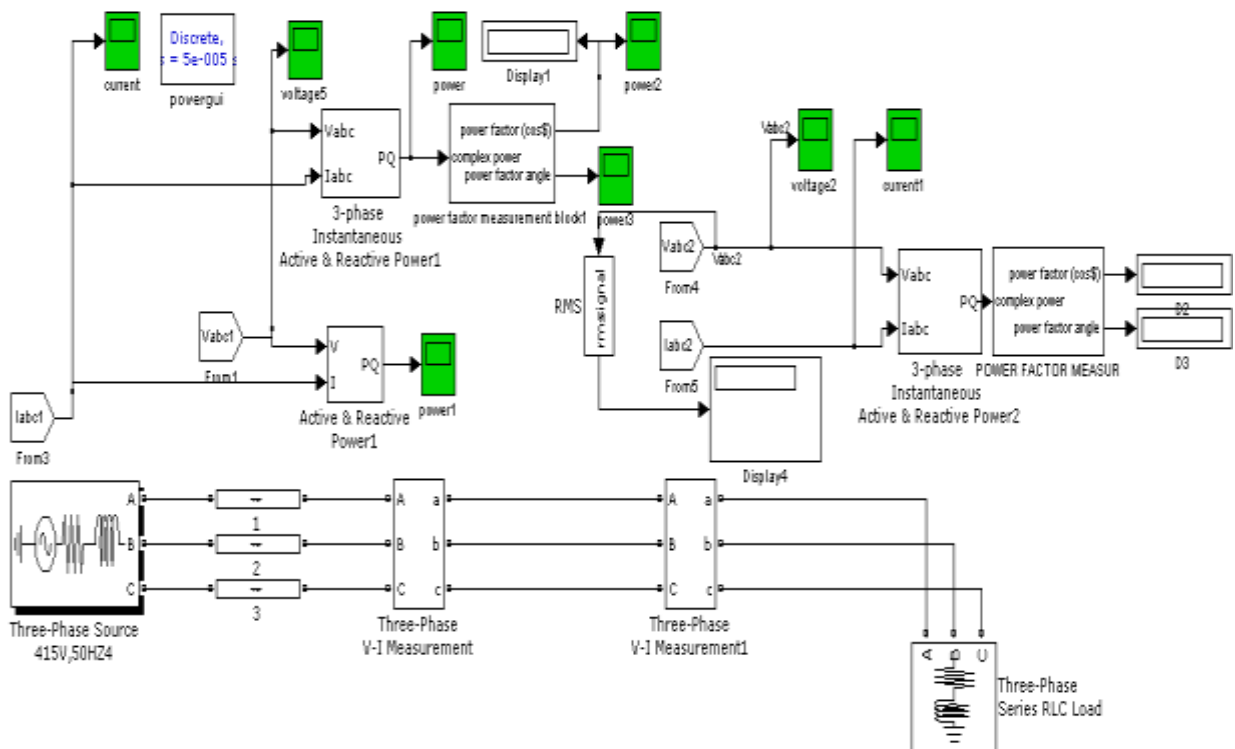 current
Discrete,
s = 5e-005 s
powergui
voltage5
power
Display1
power2
Vabc
Iabc
PQ
3-phase
Instantaneous
Active & Reactive Power1
power factor (cos$)
complex power
power factor angle
power factor measurement block1
power3
Vabc2
voltage2
current1
RMS
rmsignal
Vabc2
From4
Vabc2
Iabc2
From5
Vabc
Iabc
PQ
3-phase
Instantaneous
Active & Reactive Power2
power factor (cos$)
complex power
power factor angle
POWER FACTOR MEASUR
D2
D3
Display4
Vabc1
From1
V
I
PQ
Active & Reactive
Power1
power1
Iabc1
From3
A
B
C
Three-Phase Source
415V,50HZ4
1
2
3
A
B
C
a
b
c
Three-Phase
V-I Measurement
A
B
C
a
b
c
Three-Phase
V-I Measurement1
A
B
C
Three-Phase
Series RLC Load